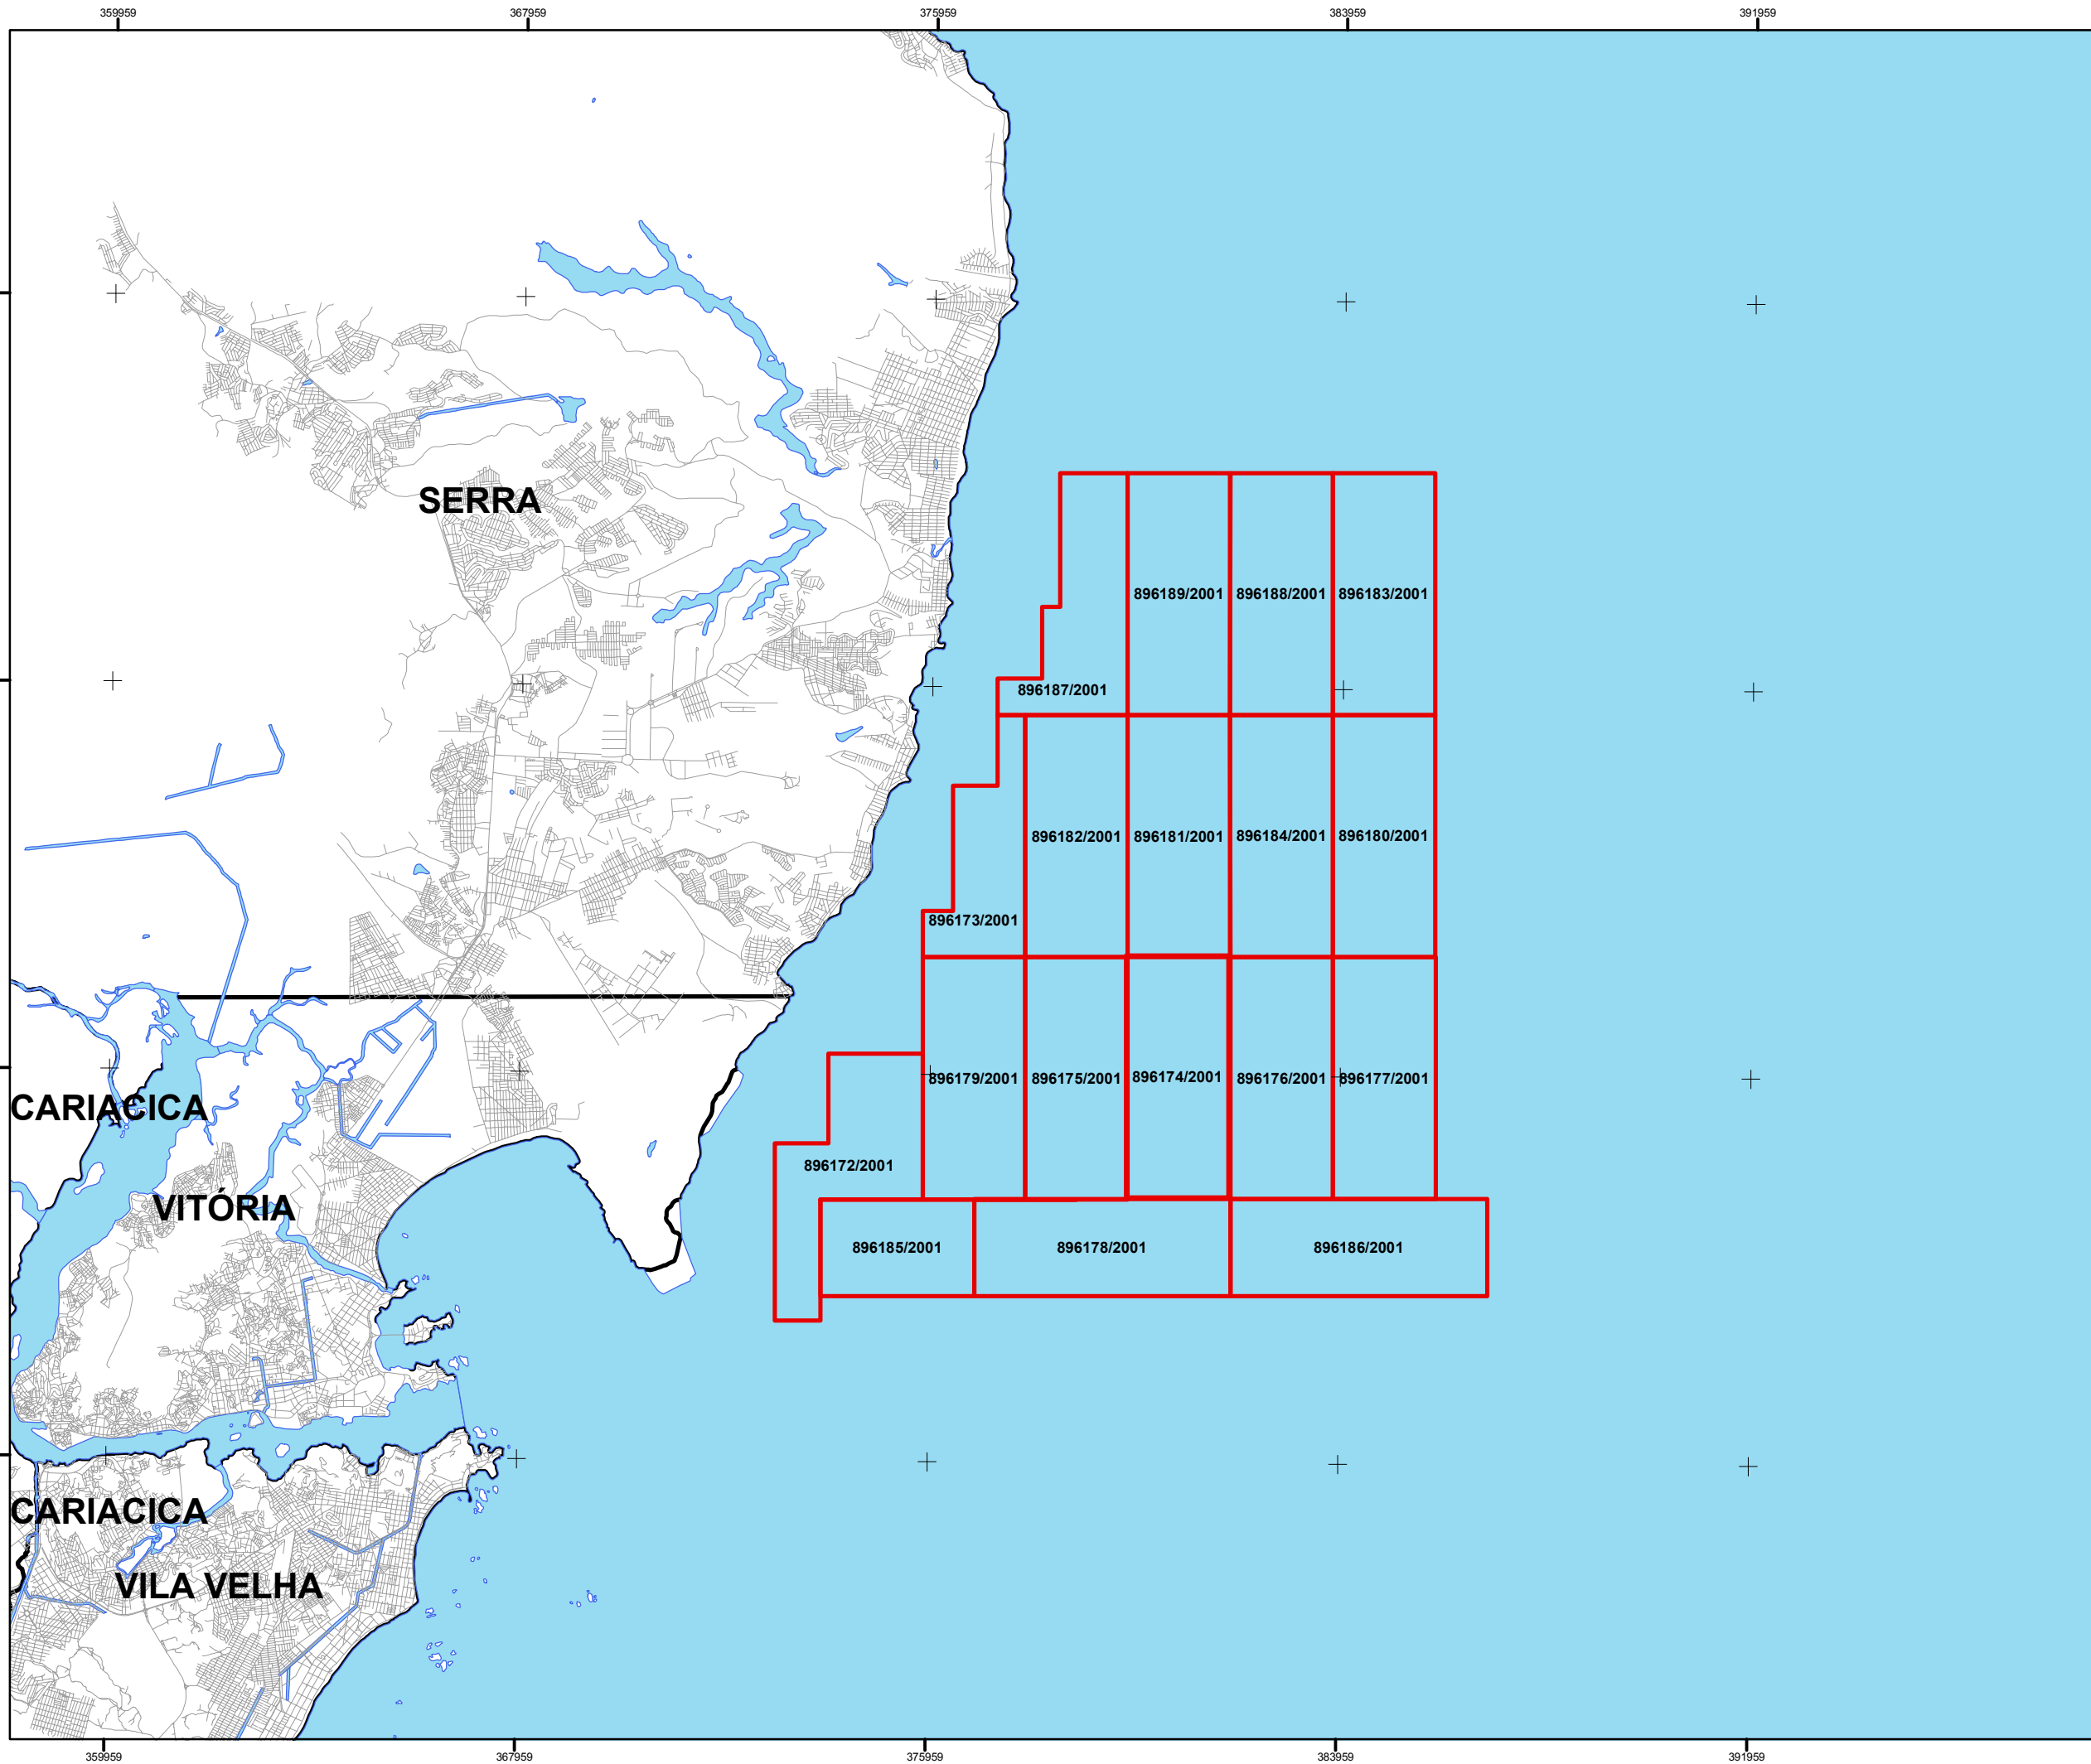 359959 367959 375959 383959 391959
SERRA
896189/2001 896188/2001 896183/2001
896187/2001
896182/2001 896181/2001 896184/2001 896180/2001
896173/2001
896179/2001 896175/2001 896174/2001 896176/2001 896177/2001
CARIACICA
896172/2001
VITÓRIA
896185/2001 896178/2001 896186/2001
CARIACICA
VILA VELHA
359959 367959 375959 383959 391959